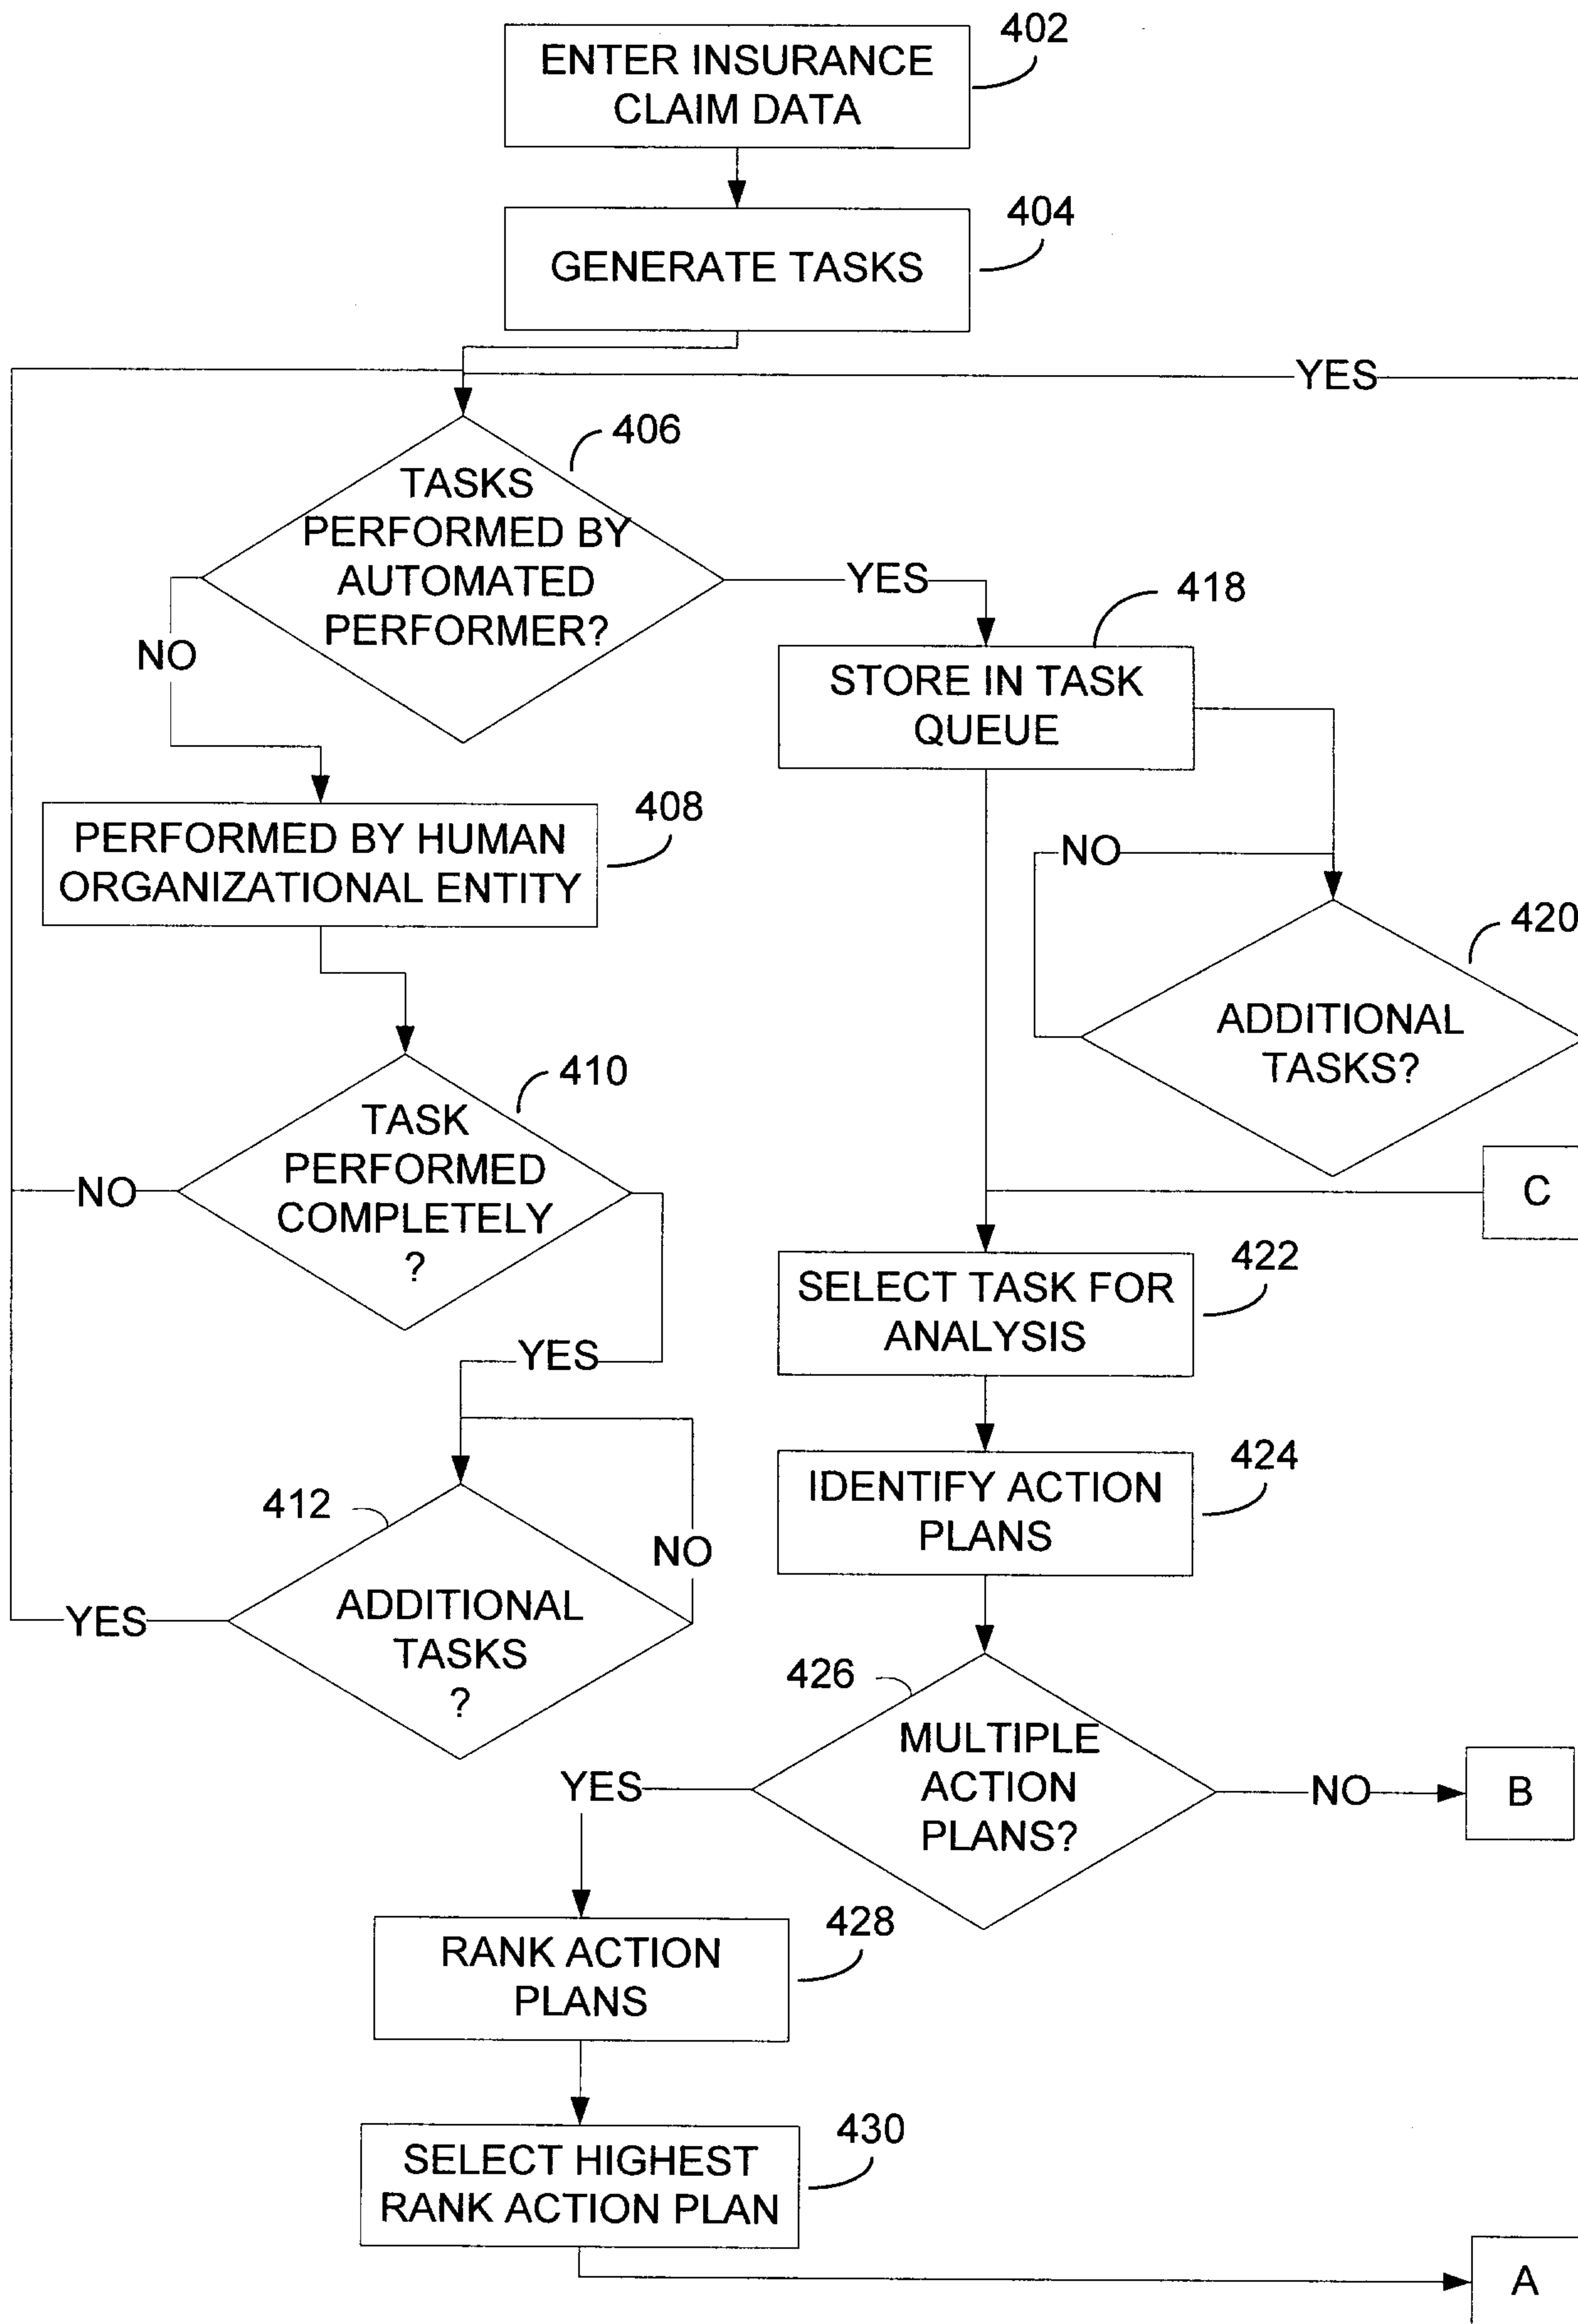 402
ENTER INSURANCE
CLAIM DATA
404
GENERATE TASKS
YES
406
TASKS
PERFORMED BY
AUTOMATED
PERFORMER?
YES
NO
418
STORE IN TASK
QUEUE
408
PERFORMED BY HUMAN
ORGANIZATIONAL ENTITY
NO
420
ADDITIONAL
TASKS?
410
TASK
PERFORMED
COMPLETELY
?
NO
C
422
SELECT TASK FOR
ANALYSIS
YES
424
IDENTIFY ACTION
PLANS
412
NO
ADDITIONAL
TASKS
?
YES
426
MULTIPLE
ACTION
PLANS?
YES
NO
B
428
RANK ACTION
PLANS
430
SELECT HIGHEST
RANK ACTION PLAN
A